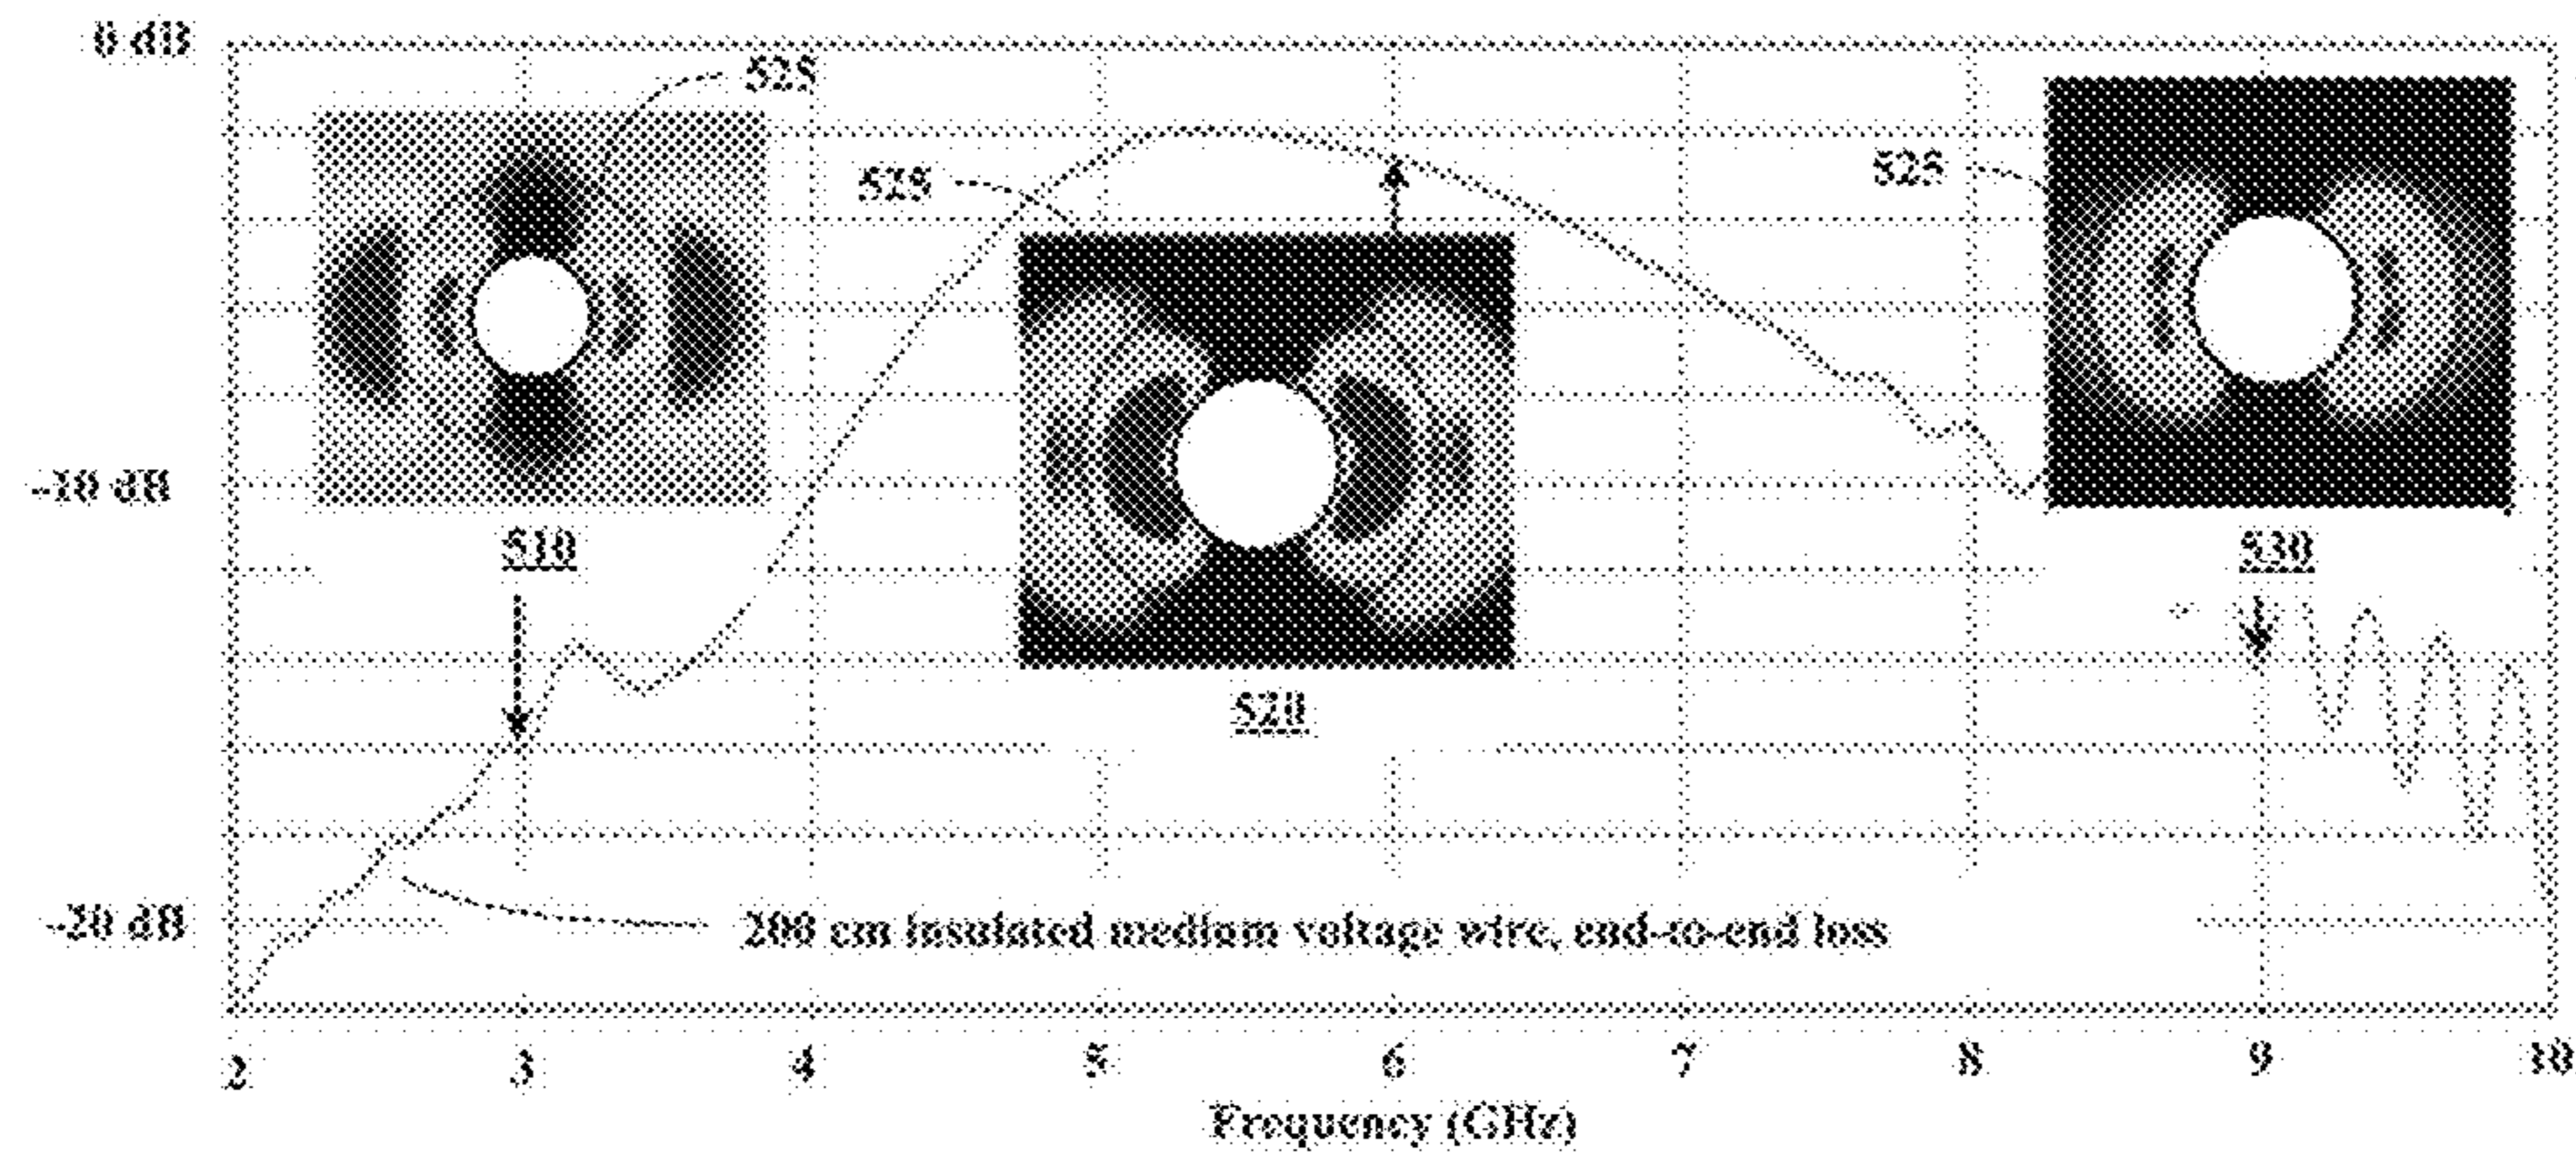 0 dB
525
525
525
-10 dB
510
530
520
-20 dB
200 cm insulated medium voltage wire, end-to-end loss
2 3 4 5 6 7 8 9 10
Frequency (GHz)